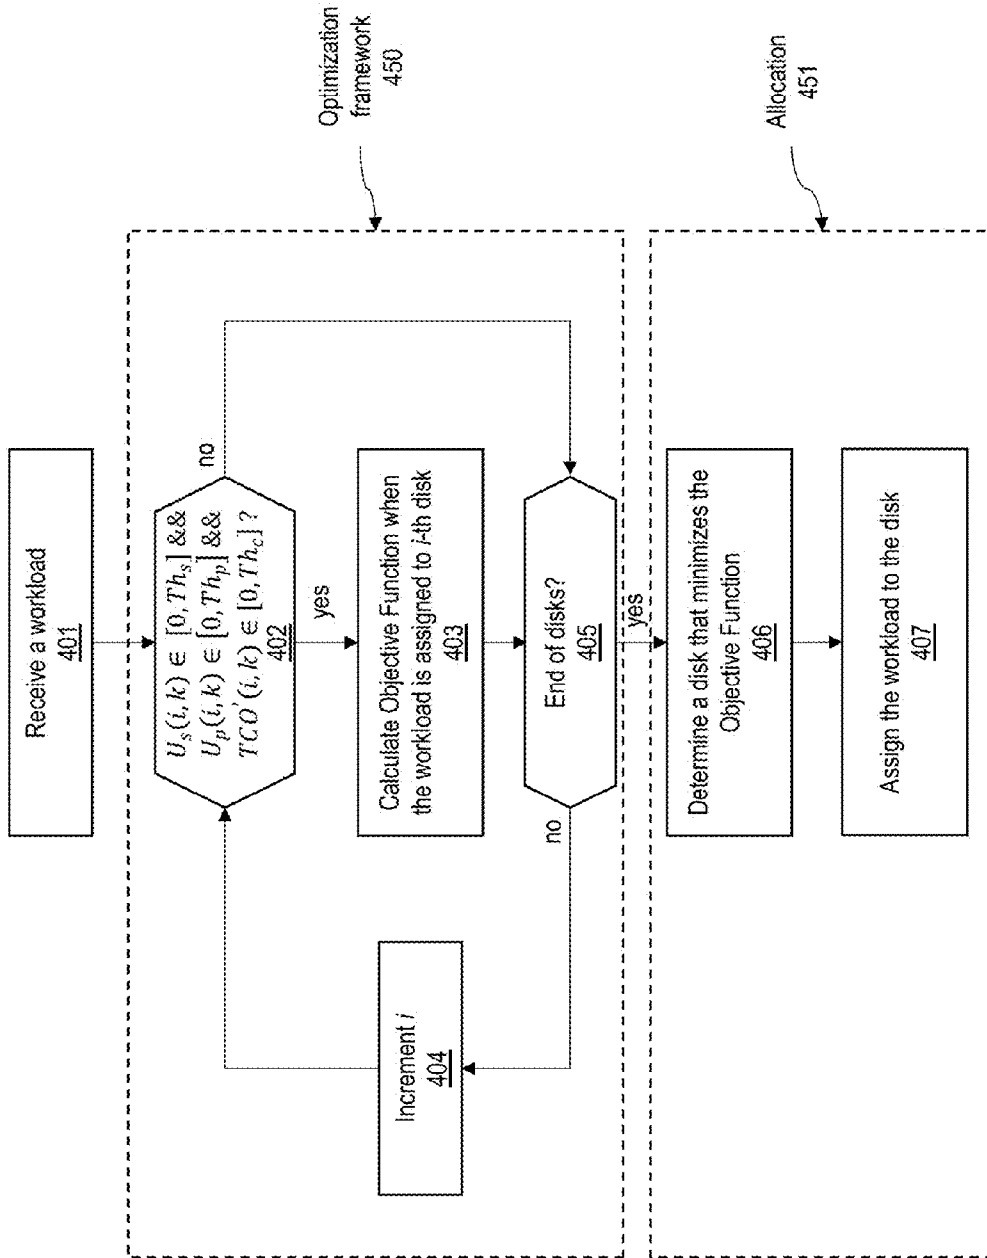 Receive a workload
401
U_s(i, k) ∈ [0, Th_s] &&
U_p(i, k) ∈ [0, Th_p] &&
TCO'(i, k) ∈ [0, Th_c]?
402
no
yes
Calculate Objective Function when
the workload is assigned to i-th disk
403
Increment i
404
End of disks?
405
no
yes
Optimization
framework
450
Determine a disk that minimizes the
Objective Function
406
Assign the workload to the disk
407
Allocation
451